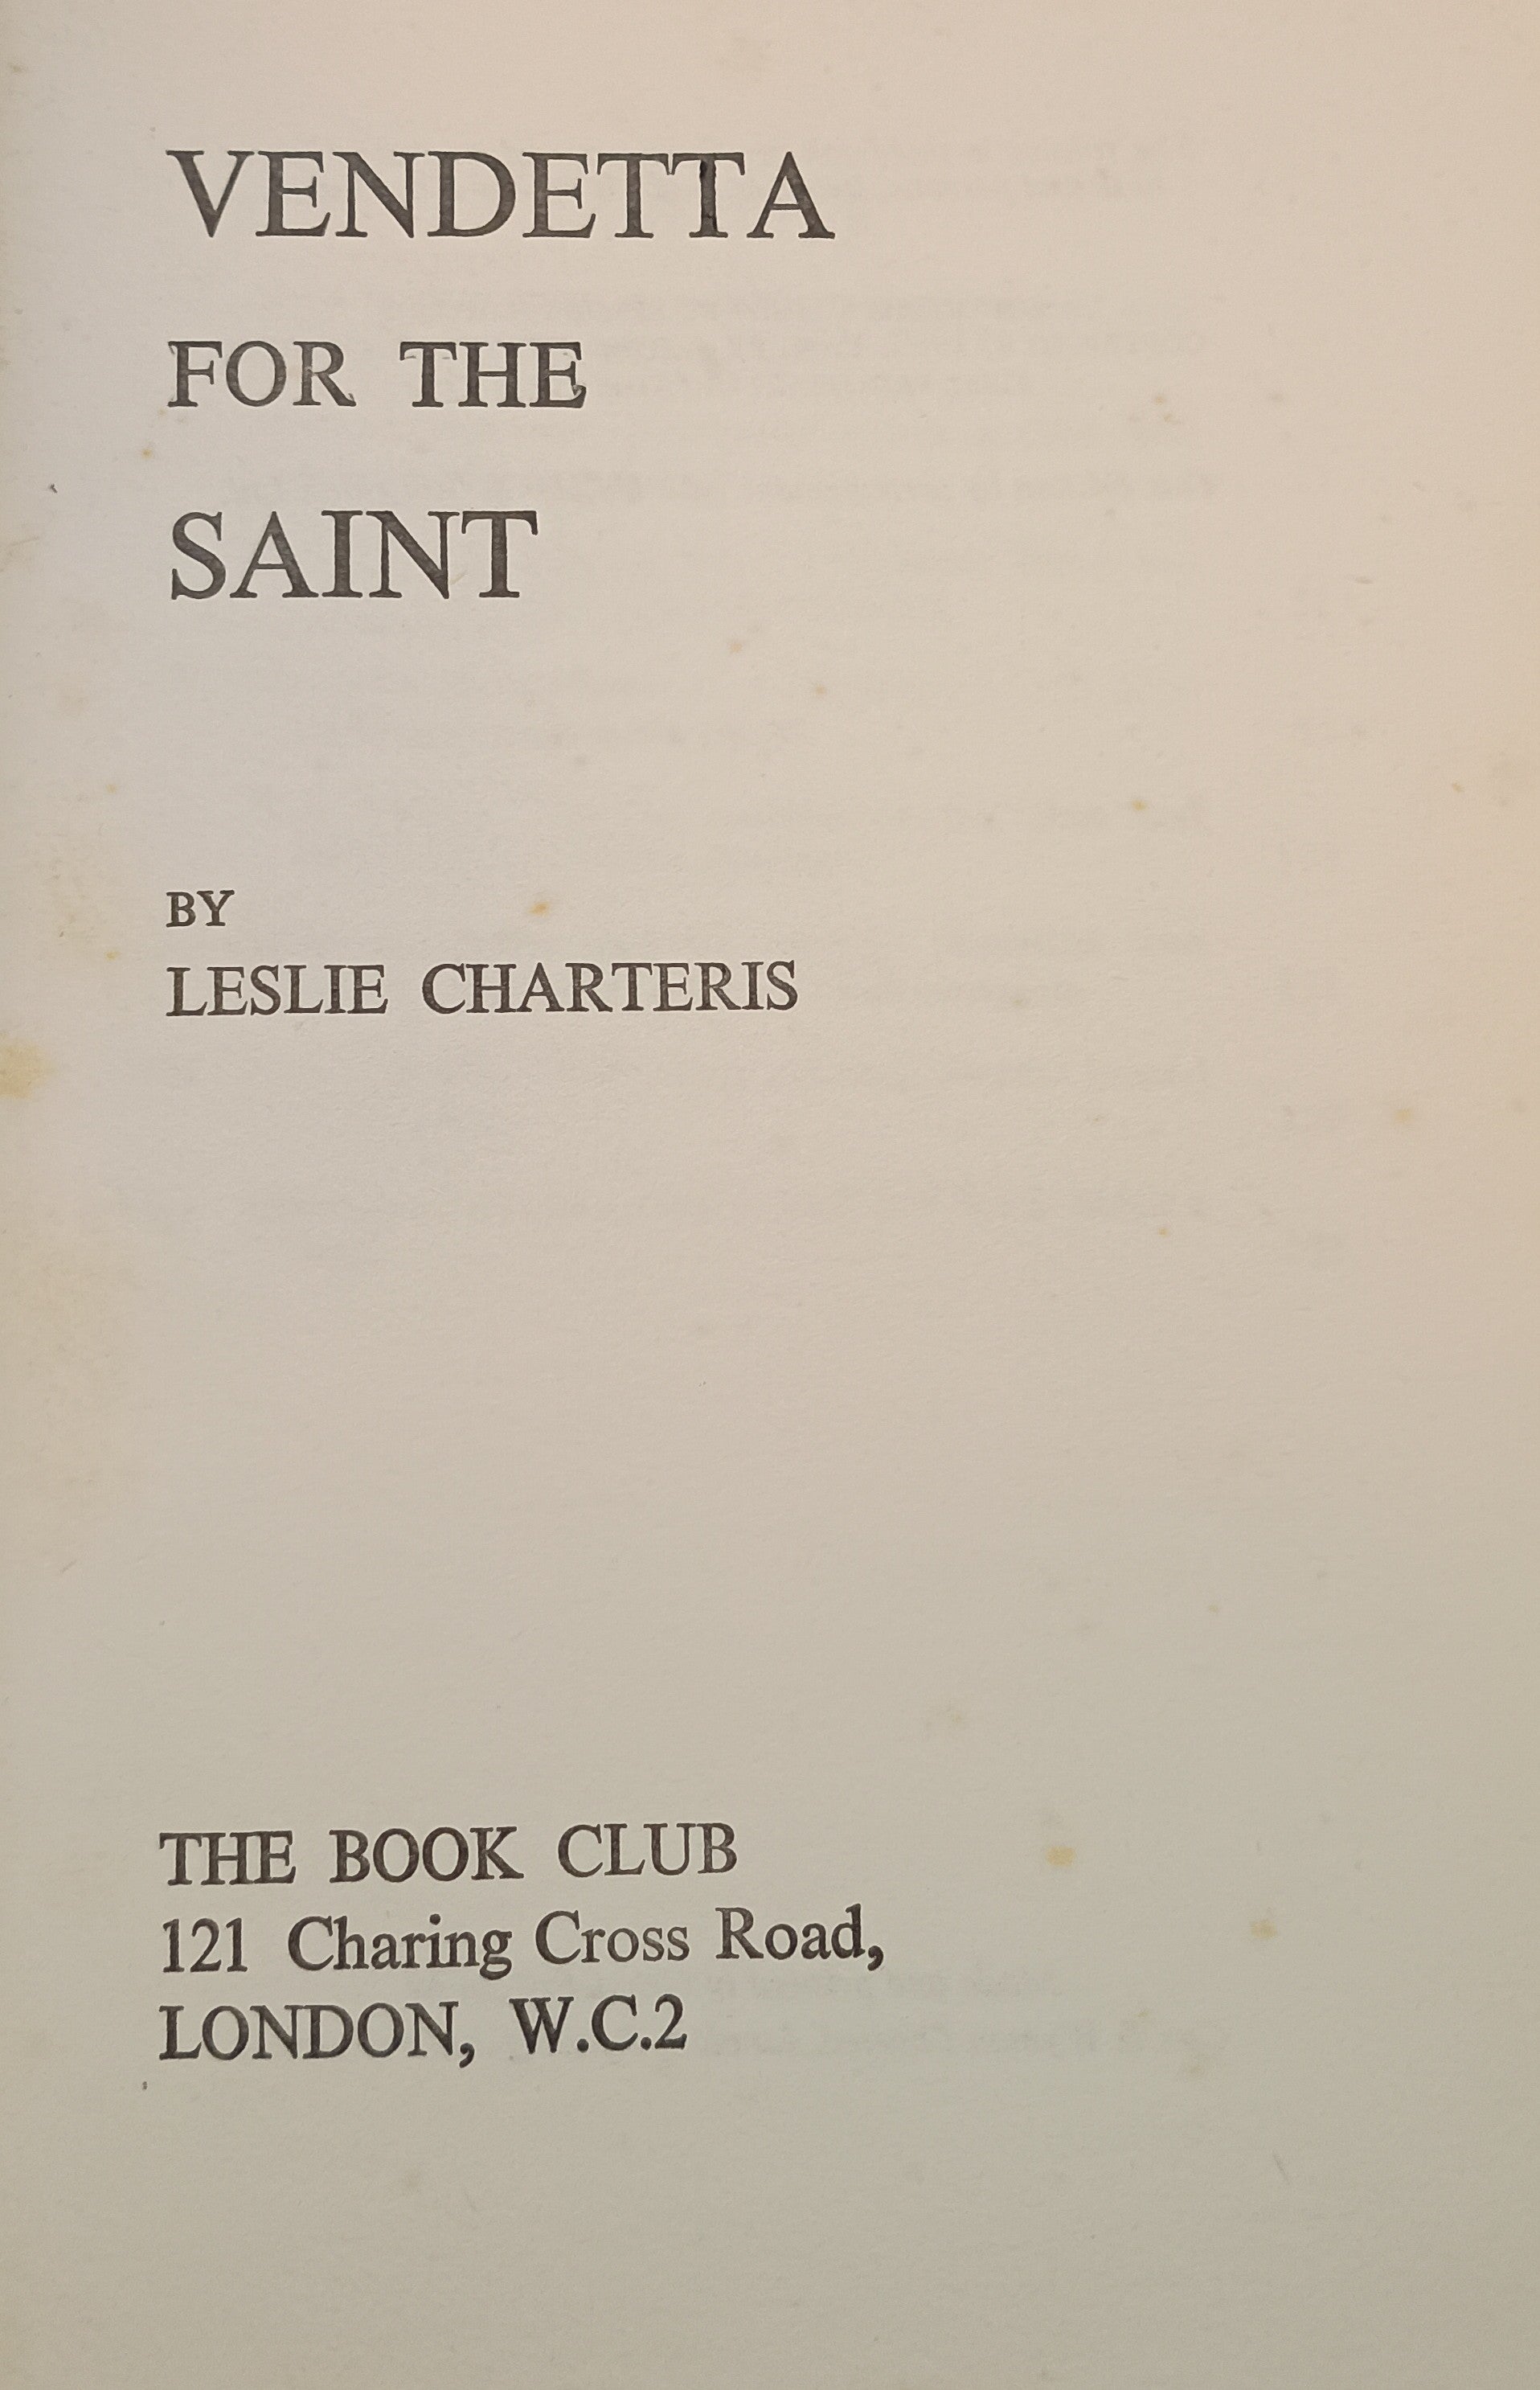 VENDETTA
FOR THE
SAINT
BY
LESLIE CHARTERIS
THE BOOK CLUB
121 Charing Cross Road,
LONDON, W.C.2